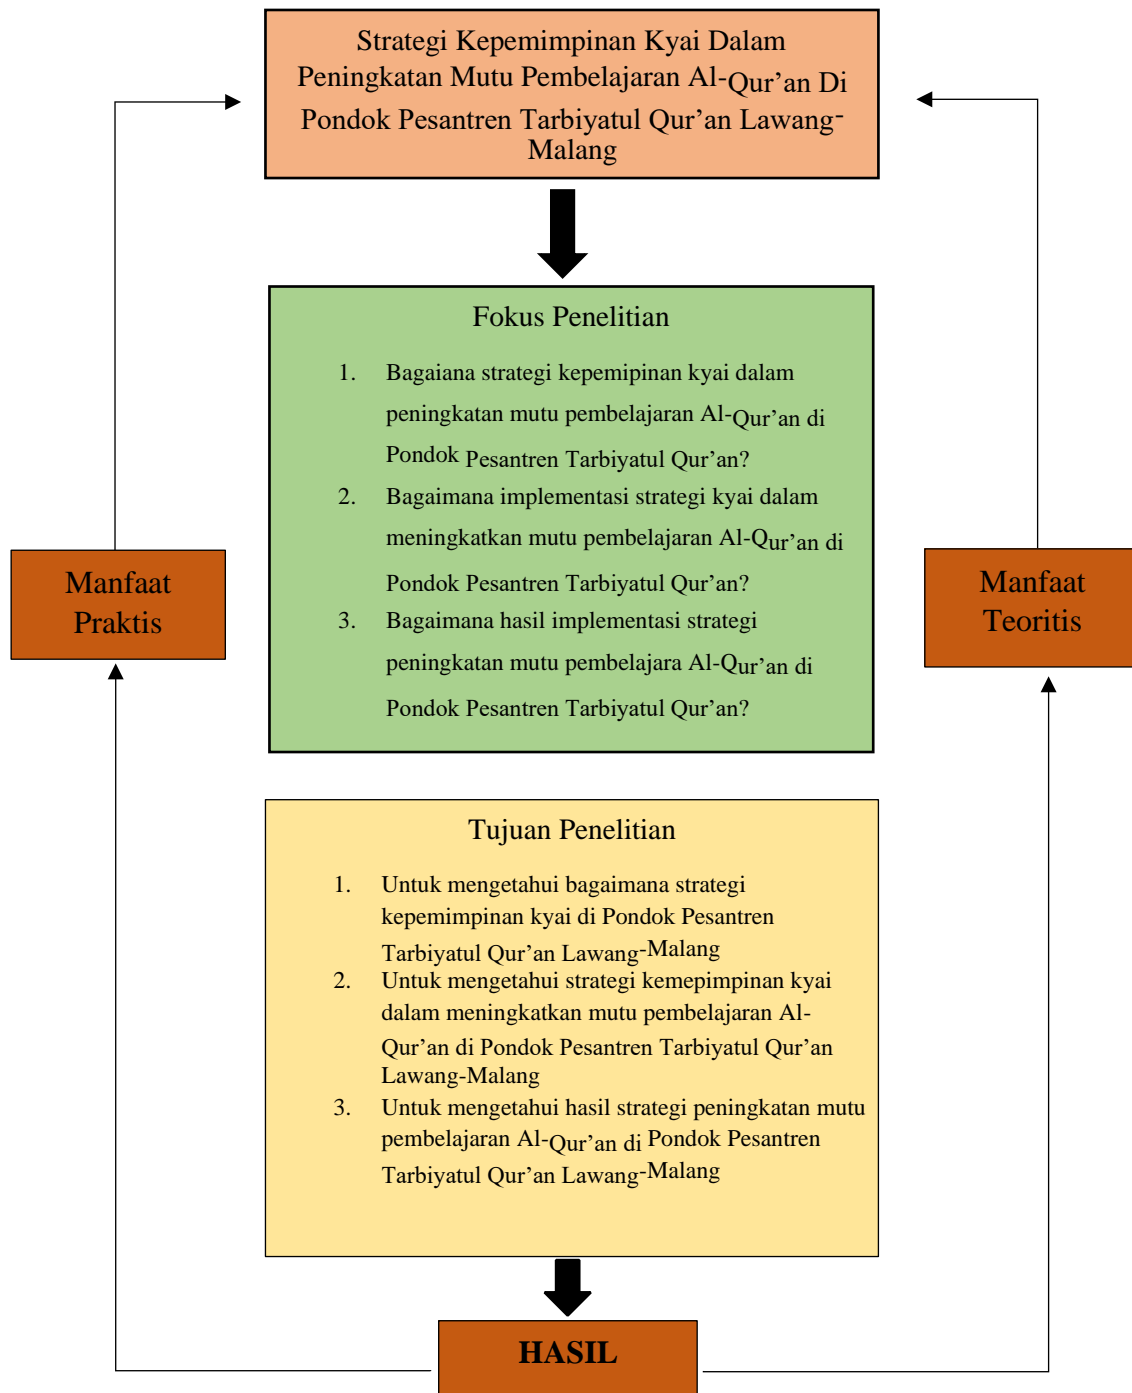 Strategi Kepemimpinan Kyai Dalam
Peningkatan Mutu Pembelajaran Al-Qur’an Di
Pondok Pesantren Tarbiyatul Qur’an Lawang-
Malang
Fokus Penelitian
1. Bagaiana strategi kepemipinan kyai dalam
peningkatan mutu pembelajaran Al-Qur’an di
Pondok Pesantren Tarbiyatul Qur’an?
2. Bagaimana implementasi strategi kyai dalam
meningkatkan mutu pembelajaran Al-Qur’an di
Pondok Pesantren Tarbiyatul Qur’an?
3. Bagaimana hasil implementasi strategi
peningkatan mutu pembelajara Al-Qur’an di
Pondok Pesantren Tarbiyatul Qur’an?
Manfaat
Praktis
Manfaat
Teoritis
Tujuan Penelitian
1. Untuk mengetahui bagaimana strategi
kepemimpinan kyai di Pondok Pesantren
Tarbiyatul Qur’an Lawang-Malang
2. Untuk mengetahui strategi kemepimpinan kyai
dalam meningkatkan mutu pembelajaran Al-
Qur’an di Pondok Pesantren Tarbiyatul Qur’an
Lawang-Malang
3. Untuk mengetahui hasil strategi peningkatan mutu
pembelajaran Al-Qur’an di Pondok Pesantren
Tarbiyatul Qur’an Lawang-Malang
HASIL